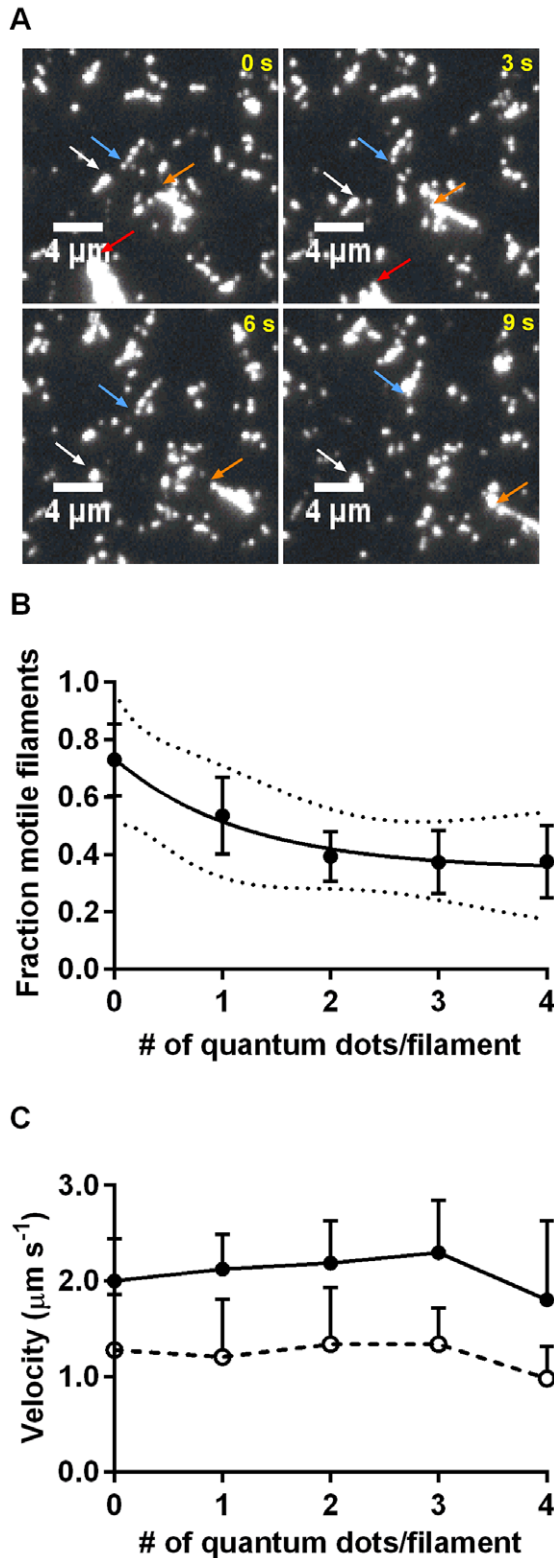 A
0 s
3 s
4 µm
4 µm
6 s
9 s
4 µm
4 µm
B
Fraction motile filaments
1.0
0.8
0.6
0.4
0.2
0.0
0 1 2 3 4
# of quantum dots/filament
C
Velocity (µm s⁻¹)
3.0
2.0
1.0
0.0
0 1 2 3 4
# of quantum dots/filament